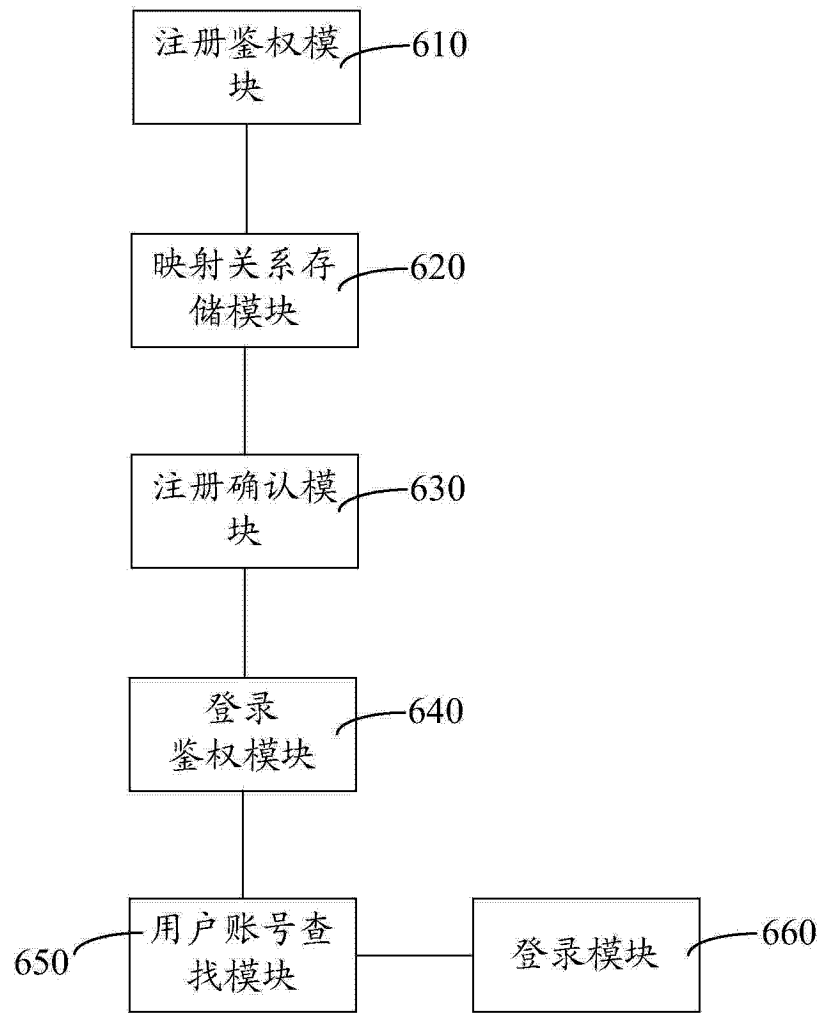 注册鉴权模
块
610
映射关系存
储模块
620
注册确认模
块
630
登录
鉴权模块
640
用户账号查
找模块
650
登录模块
660